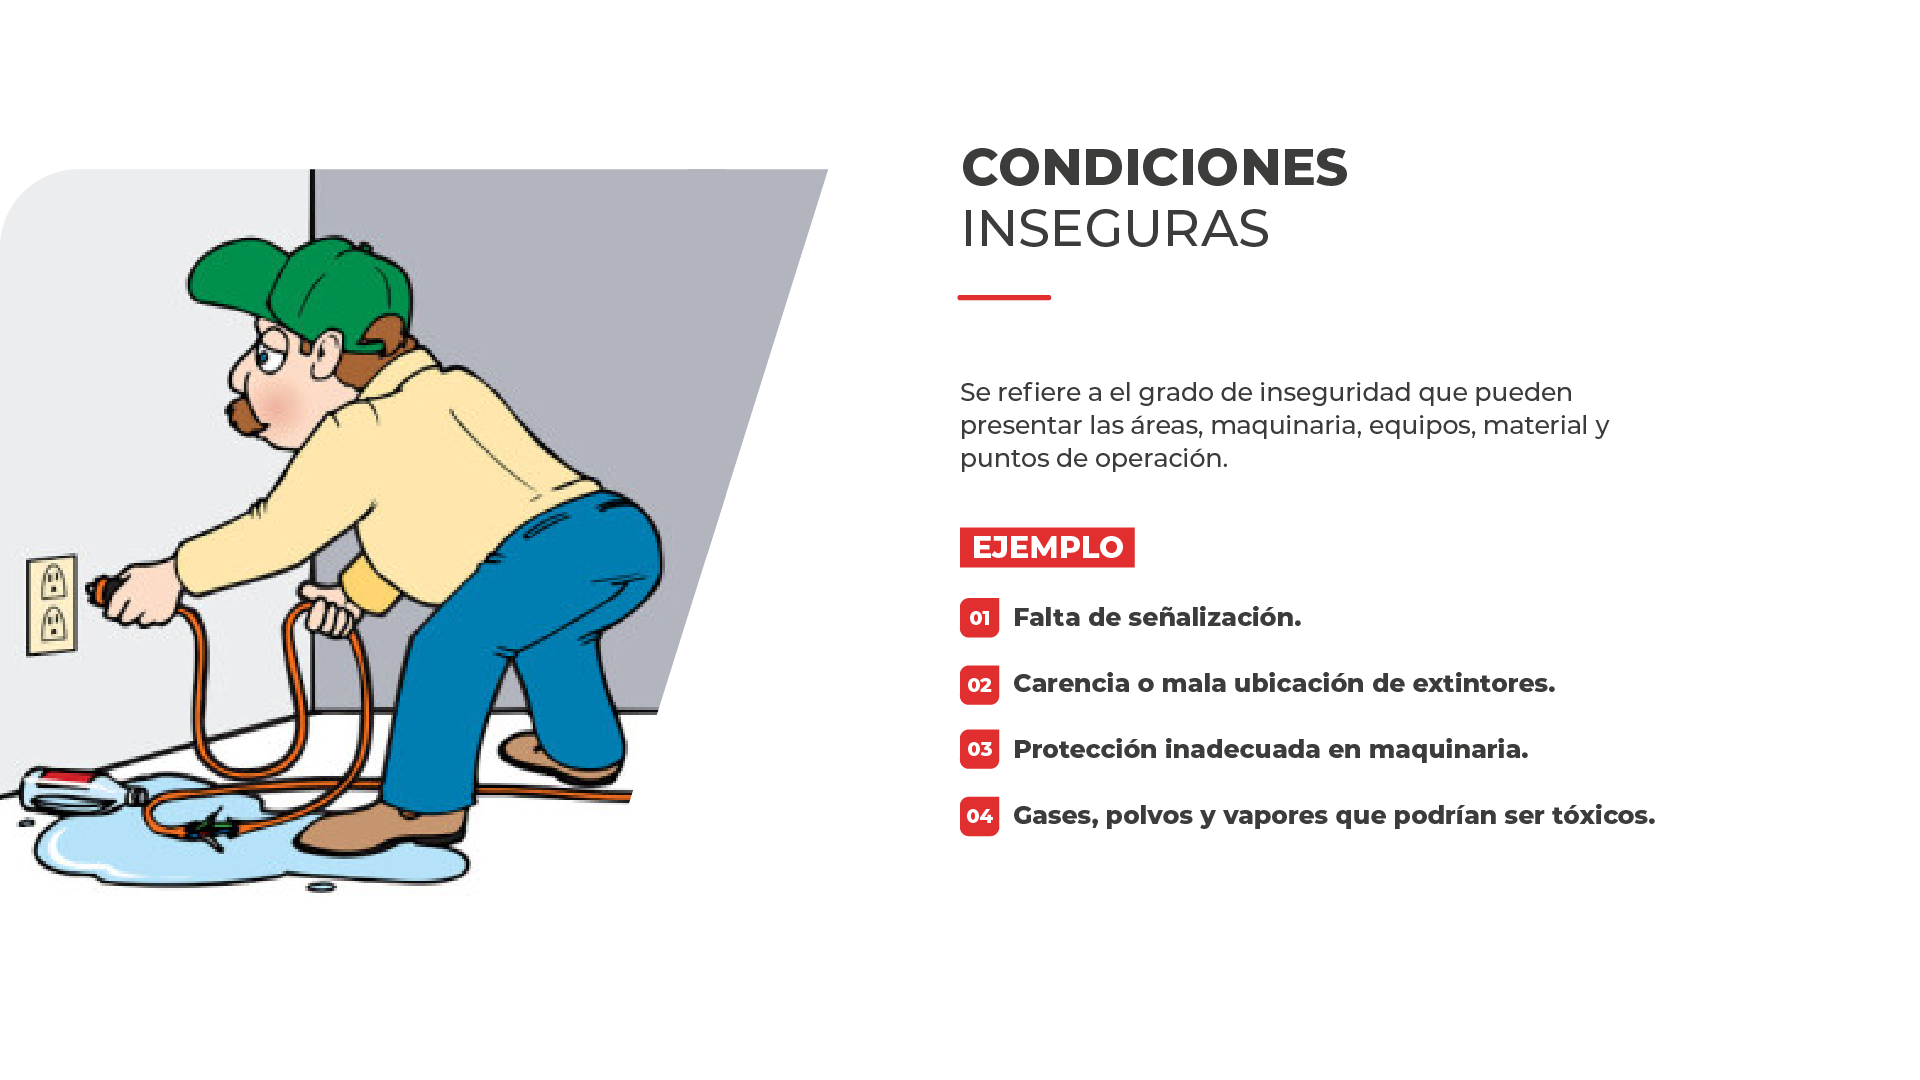 CONDICIONES
INSEGURAS
Se refiere a el grado de inseguridad que pueden
presentar las áreas, maquinaria, equipos, material y
puntos de operación.
EJEMPLO
01 Falta de señalización.
02 Carencia o mala ubicación de extintores.
03 Protección inadecuada en maquinaria.
04 Gases, polvos y vapores que podrían ser tóxicos.